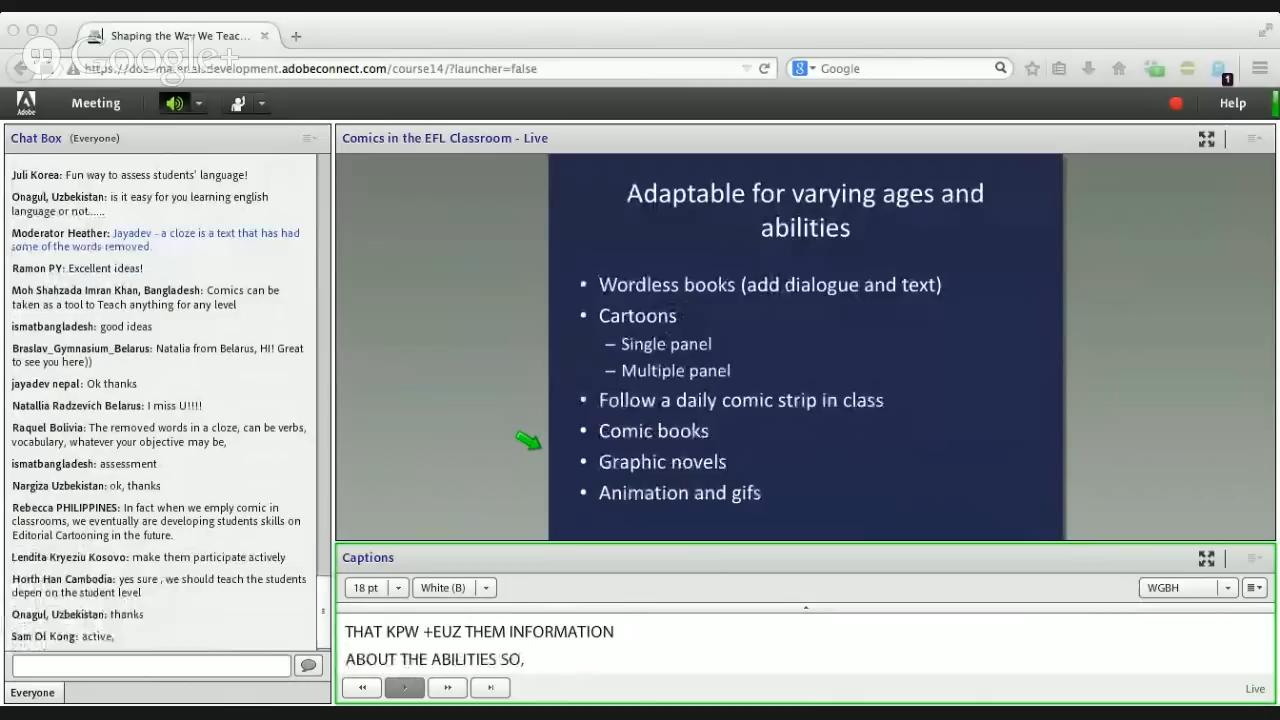 Shaping the Way We Teac...
Google+
adobeconnect.com/course14/?launcher=false
Google
1
Adobe
Meeting
Help
Chat Box (Everyone)
Juli Korea: Fun way to assess students' language!
Onagul, Uzbekistan: is it easy for you learning english
language or not.....
Moderator Heather: Jayadev - a cloze is a text that has had
some of the words removed.
Ramon PY: Excellent ideas!
Moh Shahzada Imran Khan, Bangladesh: Comics can be
taken as a tool to Teach anything for any level
ismatbangladesh: good ideas
Braslav_Gymnasium_Belarus: Natalia from Belarus, HI! Great
to see you here))
jayadev nepal: Ok thanks
Natallia Radzevich Belarus: I miss U!!!!
Raquel Bolivia: The removed words in a cloze, can be verbs,
vocabulary, whatever your objective may be,
ismatbangladesh: assessment
Nargiza Uzbekistan: ok, thanks
Rebecca PHILIPPINES: In fact when we emply comic in
classrooms, we eventually are developing students skills on
Editorial Cartooning in the future.
Lendita Kryeziu Kosovo: make them participate actively
Horth Han Cambodia: yes sure , we should teach the students
depen on the student level
Onagul, Uzbekistan: thanks
Sam Ol Kong: active,
Everyone
Comics in the EFL Classroom - Live
Adaptable for varying ages and
abilities
• Wordless books (add dialogue and text)
• Cartoons
– Single panel
– Multiple panel
• Follow a daily comic strip in class
• Comic books
• Graphic novels
• Animation and gifs
Captions
18 pt
White (B)
WGBH
THAT KPW +EUZ THEM INFORMATION
ABOUT THE ABILITIES SO,
Live